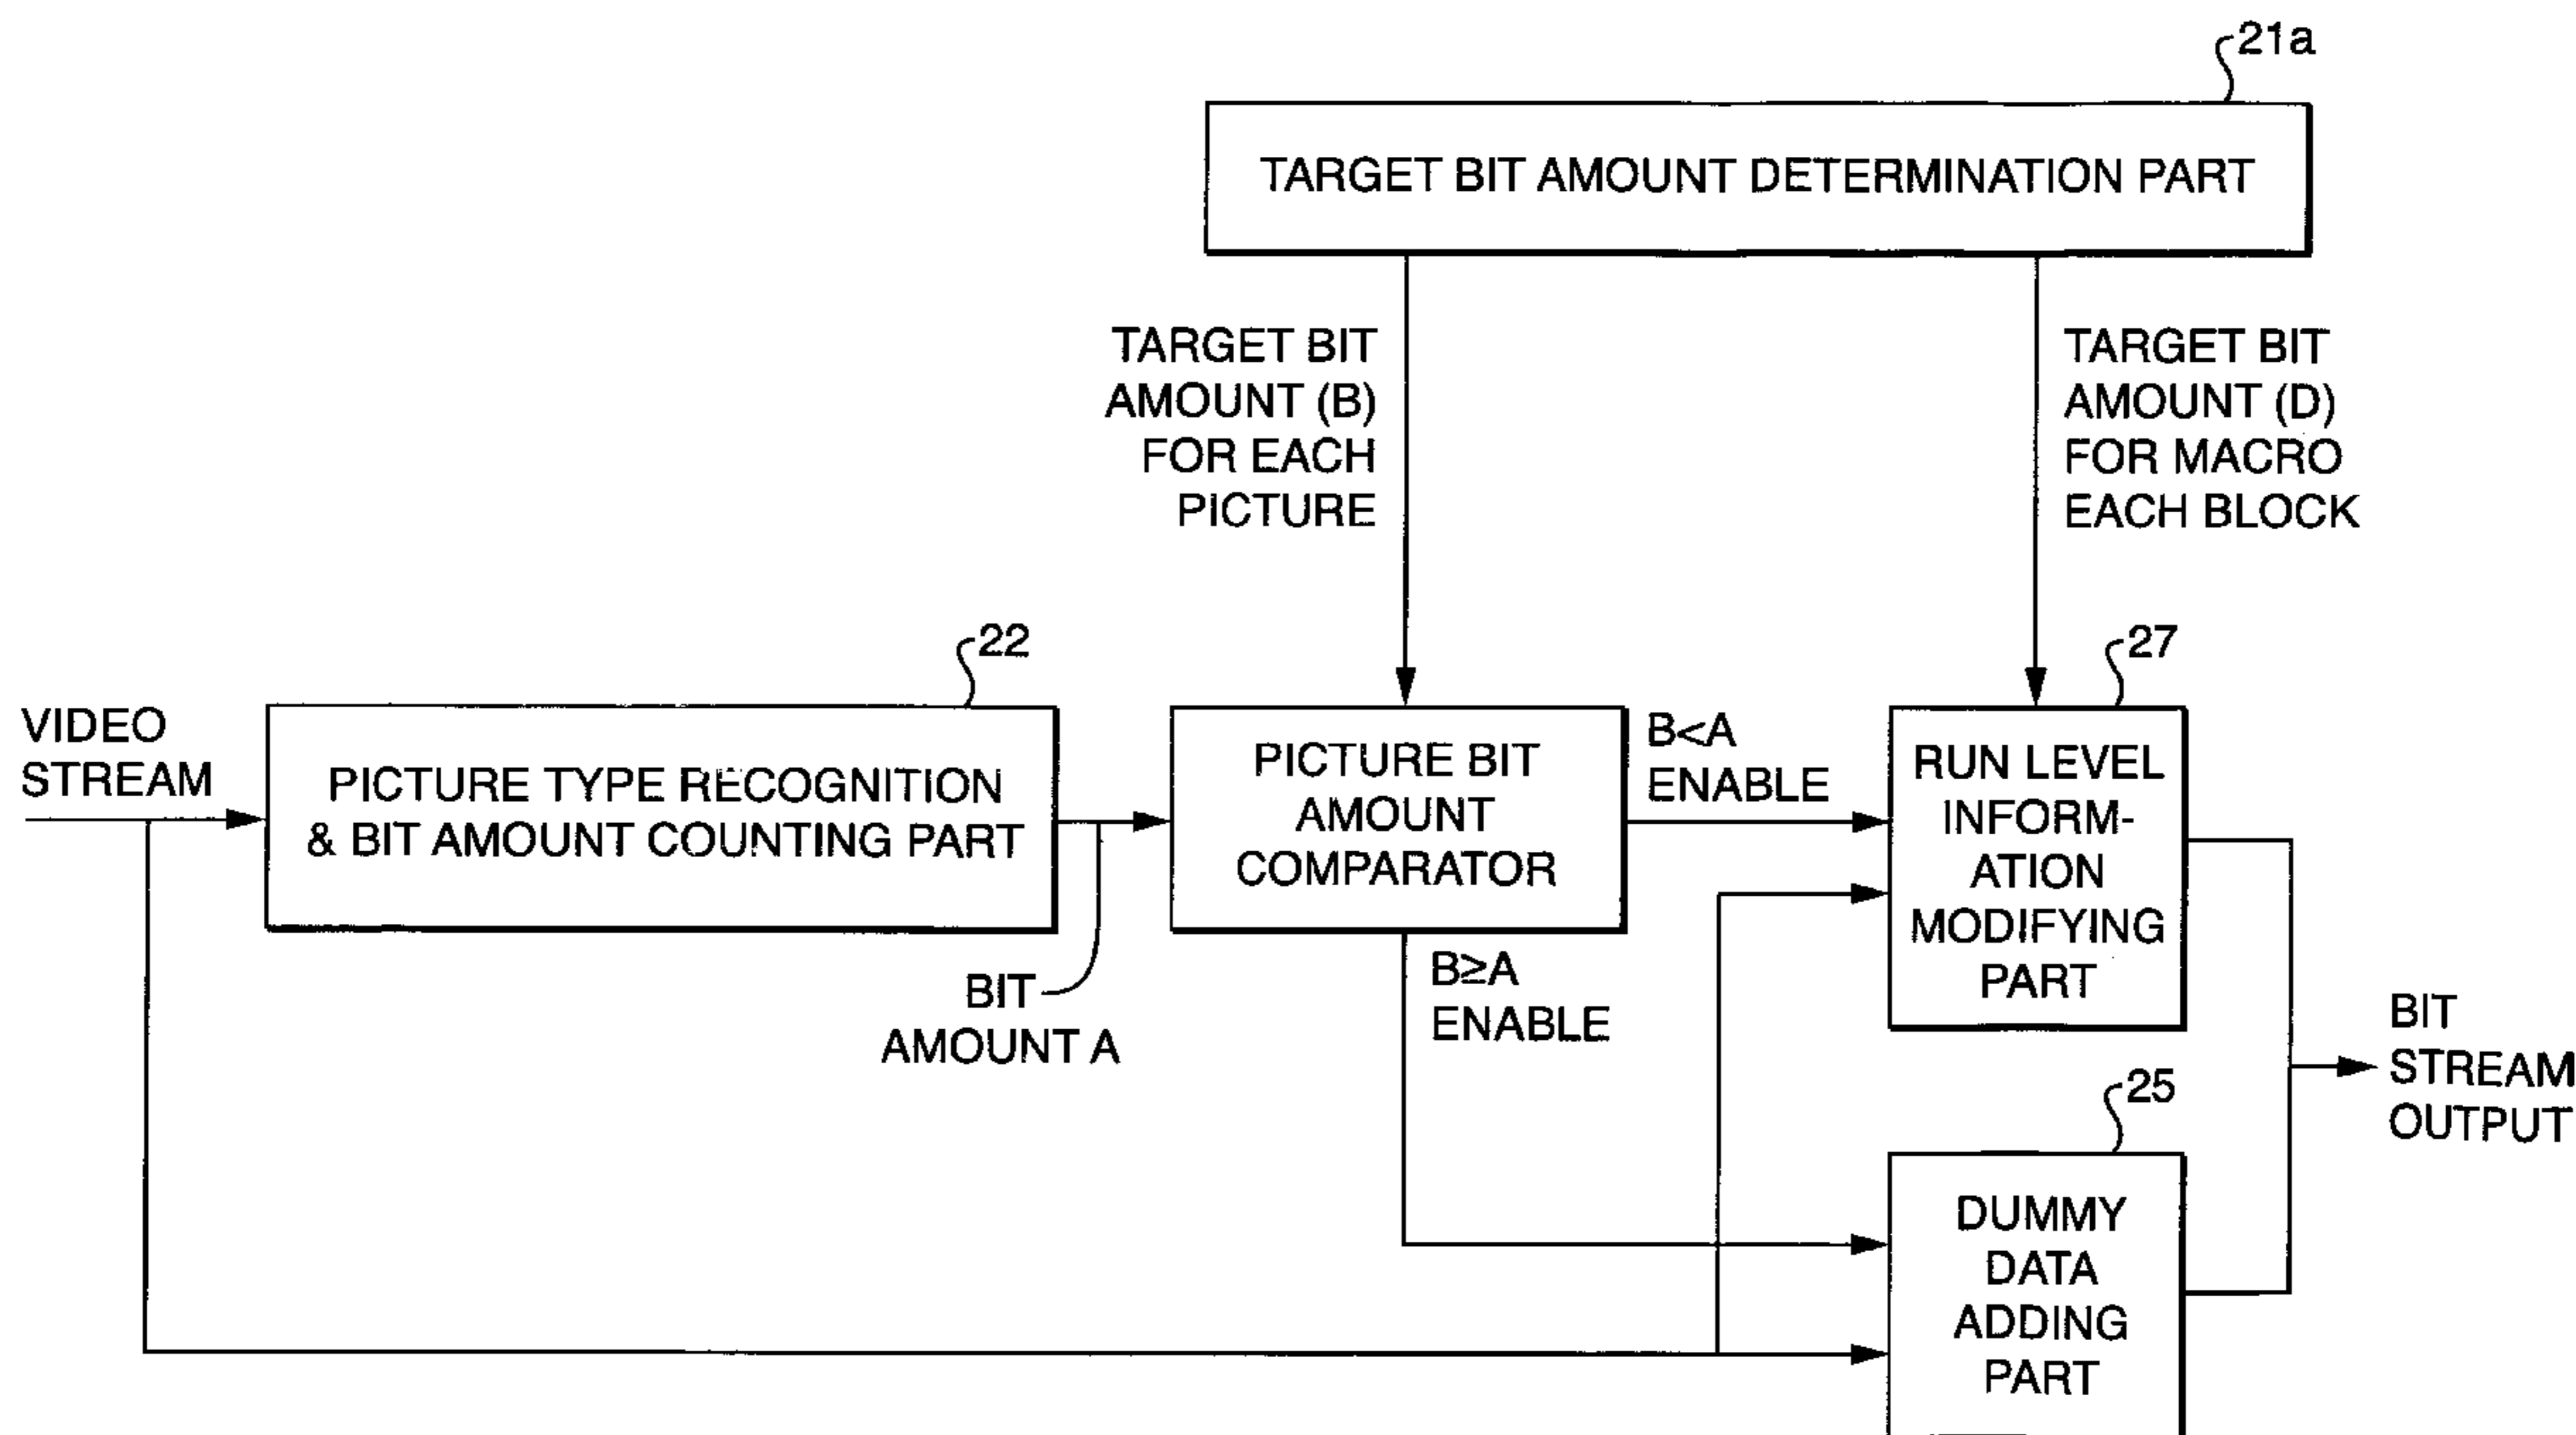 21a
TARGET BIT AMOUNT DETERMINATION PART
TARGET BIT
AMOUNT (B)
FOR EACH
PICTURE
TARGET BIT
AMOUNT (D)
FOR MACRO
EACH BLOCK
22
27
VIDEO
STREAM
PICTURE TYPE RECOGNITION
& BIT AMOUNT COUNTING PART
BIT
AMOUNT A
PICTURE BIT
AMOUNT
COMPARATOR
B<A
ENABLE
B≥A
ENABLE
RUN LEVEL
INFORM-
ATION
MODIFYING
PART
25
DUMMY
DATA
ADDING
PART
BIT
STREAM
OUTPUT